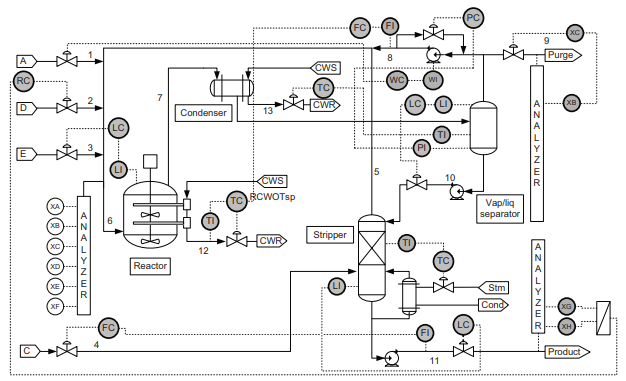 FC
FI
PC
XC
9
A
1
8
Purge
RC
7
CWS
WC
WI
TC
D
2
LC
LI
XB
Condenser
13
CWR
A
N
A
L
Y
Z
E
R
LC
TI
E
3
PI
LI
5
10
CWS
XA
A
N
A
L
Y
Z
E
R
TC
RCWOTsp
Vap/liq
separator
XB
6
TI
Stripper
TI
XC
12
CWR
TC
XD
Reactor
A
N
A
L
Y
Z
E
R
XE
LI
Stm
XF
Cond
XG
FC
FI
LC
XH
C
4
11
Product